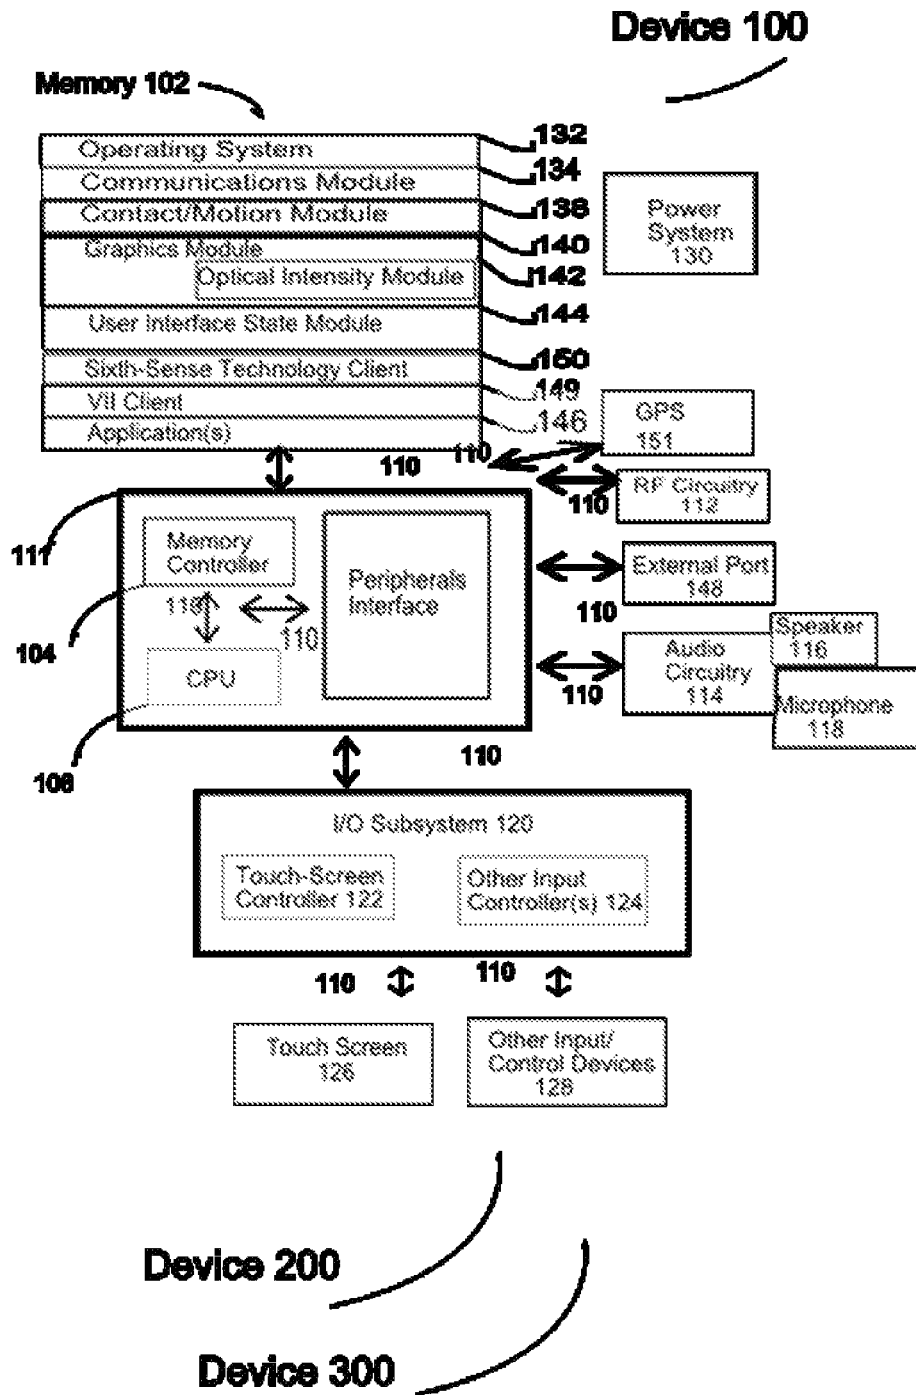 Device 100
Memory 102
Operating System
132
Communications Module
134
Contact/Motion Module
138
Graphics Module
140
Optical Intensity Module
142
144
User Interface State Module
150
Sixth-Sense Technology Client
149
VII Client
146
Application(s)
Power
System
130
GPS
151
110
110
RF Circuitry
112
110
111
Memory
Controller
Peripherals
Interface
External Port
148
110
110
104
110
CPU
Audio
Circuitry
114
Speaker
116
110
Microphone
118
106
110
I/O Subsystem 120
Touch-Screen
Controller 122
Other Input
Controller(s) 124
110
110
Touch Screen
126
Other Input/
Control Devices
128
Device 200
Device 300